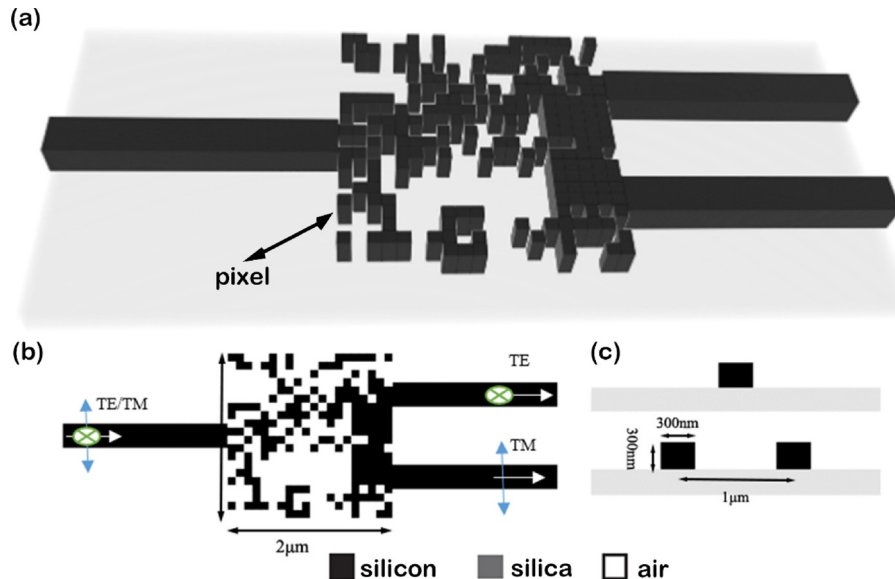 (a)
pixel
(b)
TE/TM
TE
TM
2μm
(c)
300nm
300nm
1μm
silicon silica air